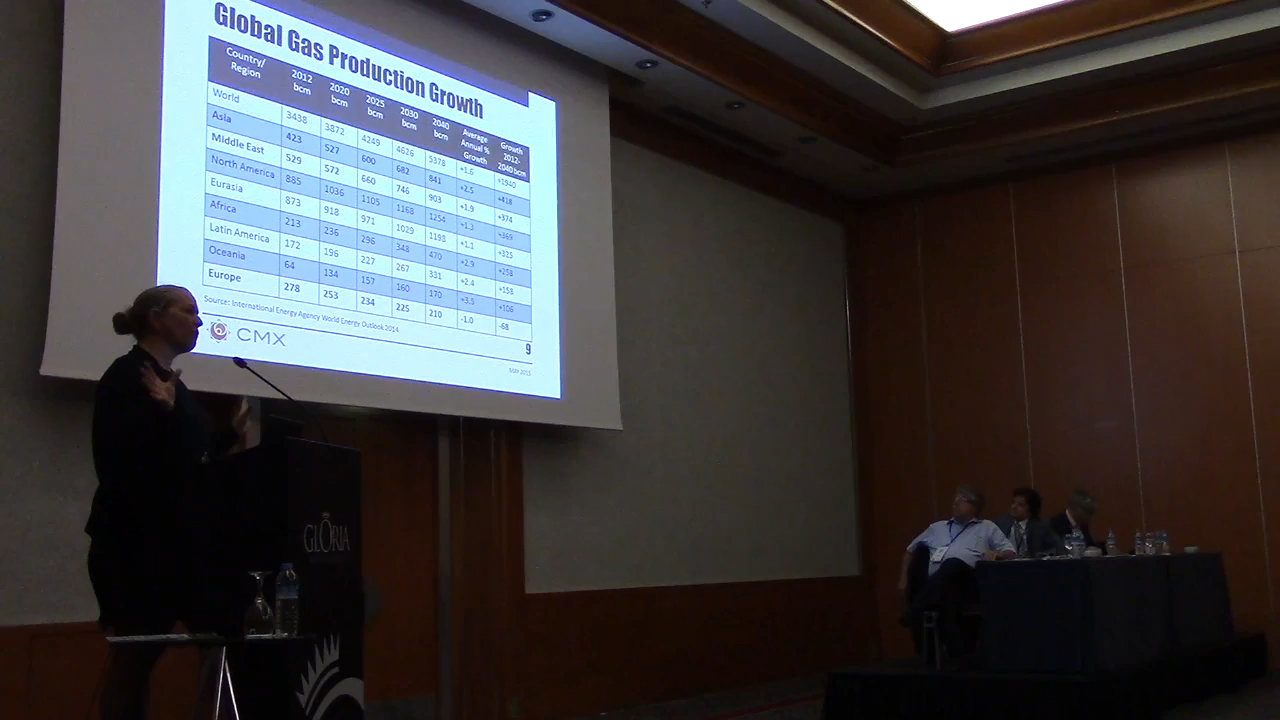 Global Gas Production Growth
Country/ Region 2012 bcm 2020 bcm 2025 bcm 2030 bcm 2040 bcm Average Annual % Growth Growth 2012-2040 bcm
World 3438 3872 4249 4626 5378 +1.6 +1940
Asia 423 527 600 682 841 +2.5 +418
Middle East 529 572 660 746 903 +1.9 +374
North America 885 1036 1105 1168 1254 +1.3 +369
Eurasia 873 918 971 1029 1198 +1.1 +325
Africa 213 236 296 348 470 +2.9 +258
Latin America 172 196 227 267 331 +2.4 +158
Oceania 64 134 157 160 170 +3.5 +106
Europe 278 253 234 225 210 -1.0 -68
Source: International Energy Agency World Energy Outlook 2014
CMX
9
MAY 2015
GLORIA